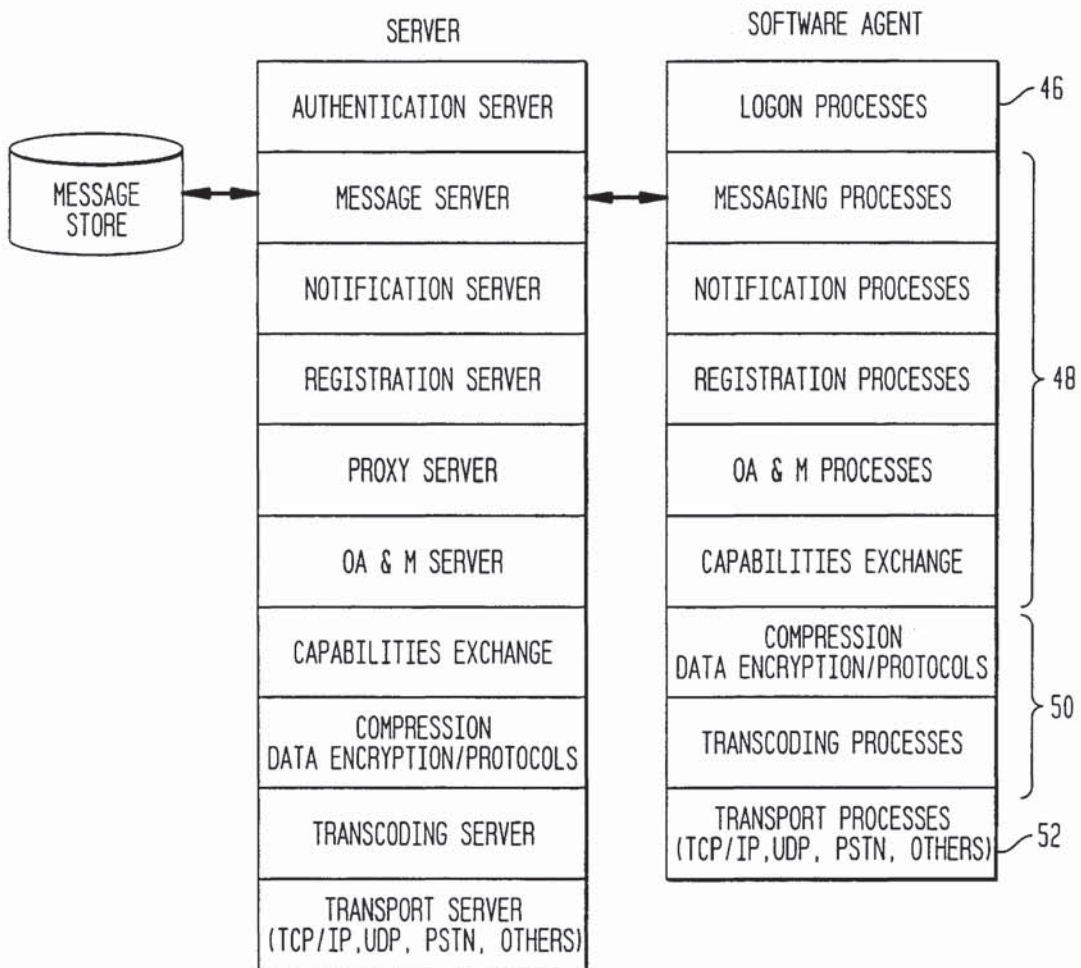 SERVER
AUTHENTICATION SERVER
MESSAGE
STORE
MESSAGE SERVER
NOTIFICATION SERVER
REGISTRATION SERVER
PROXY SERVER
OA & M SERVER
CAPABILITIES EXCHANGE
COMPRESSION
DATA ENCRYPTION/PROTOCOLS
TRANSCODING SERVER
TRANSPORT SERVER
(TCP/IP,UDP, PSTN, OTHERS)
SOFTWARE AGENT
LOGON PROCESSES
46
MESSAGING PROCESSES
NOTIFICATION PROCESSES
REGISTRATION PROCESSES
48
OA & M PROCESSES
CAPABILITIES EXCHANGE
COMPRESSION
DATA ENCRYPTION/PROTOCOLS
50
TRANSCODING PROCESSES
TRANSPORT PROCESSES
(TCP/IP,UDP, PSTN, OTHERS)
52